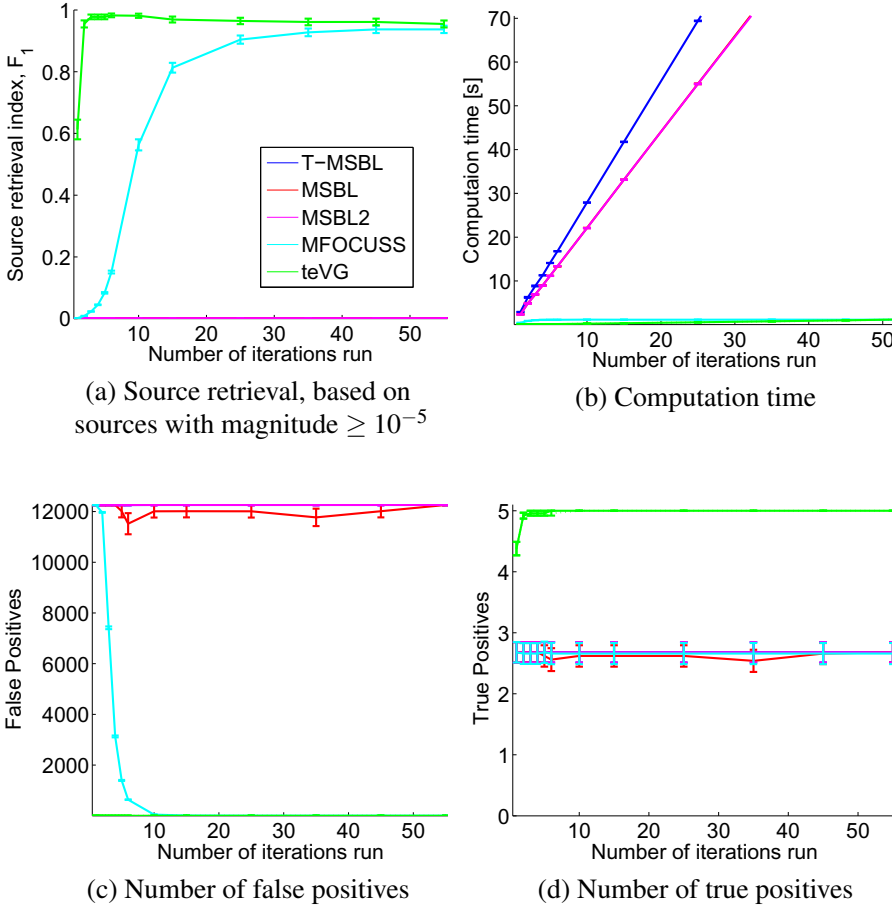 1
0.8
0.6
0.4
0.2
0
10 20 30 40 50
Source retrieval index, F1
Number of iterations run
T−MSBL
MSBL
MSBL2
MFOCUSS
teVG
(a) Source retrieval, based on
sources with magnitude ≥ 10−5
70
60
50
40
30
20
10
0 10 20 30 40 50
Computaion time [s]
Number of iterations run
(b) Computation time
12000
10000
8000
6000
4000
2000
10 20 30 40 50
False Positives
Number of iterations run
(c) Number of false positives
5
4
3
2
1
0
10 20 30 40 50
True Positives
Number of iterations run
(d) Number of true positives